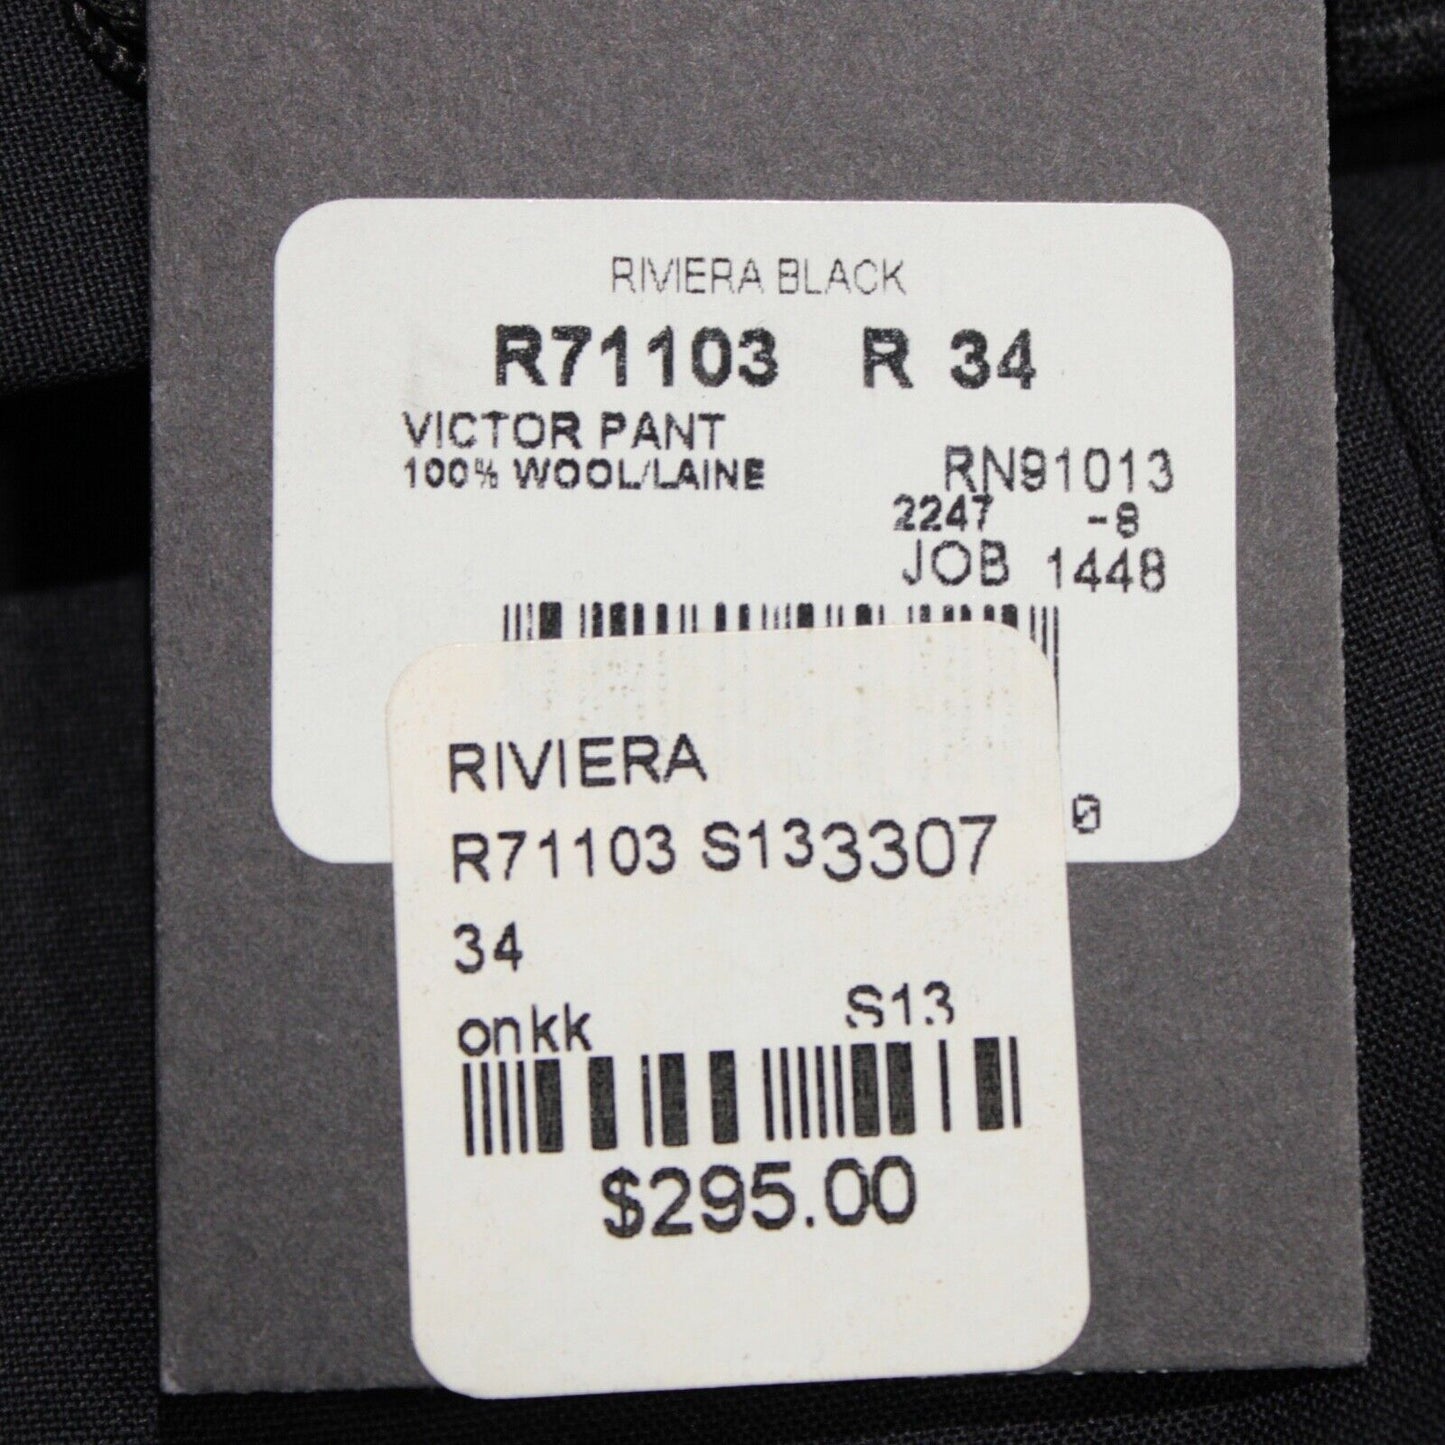 RIVIERA BLACK
R71103 R 34
VICTOR PANT
100% WOOL/LAINE
RN91013
2247 -8
JOB 1448
0
RIVIERA
R71103 S133307
34
onkk S13
$295.00